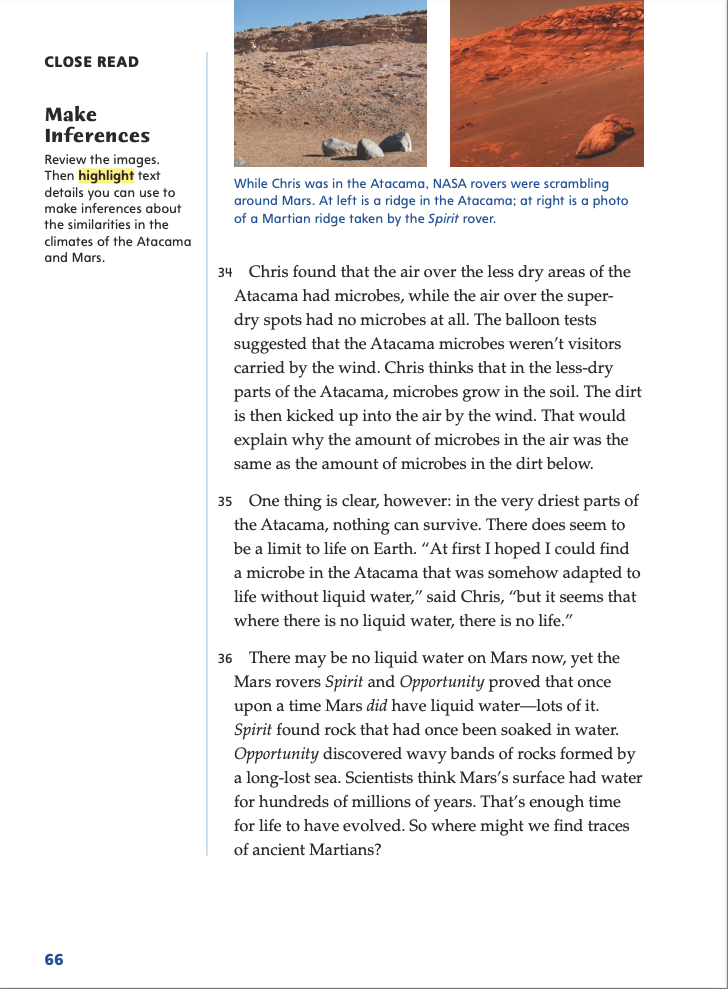 CLOSE READ
Make
Inferences
Review the images.
Then highlight text
details you can use to
make inferences about
the similarities in the
climates of the Atacama
and Mars.
While Chris was in the Atacama, NASA rovers were scrambling
around Mars. At left is a ridge in the Atacama; at right is a photo
of a Martian ridge taken by the Spirit rover.
34 Chris found that the air over the less dry areas of the
Atacama had microbes, while the air over the super-
dry spots had no microbes at all. The balloon tests
suggested that the Atacama microbes weren’t visitors
carried by the wind. Chris thinks that in the less-dry
parts of the Atacama, microbes grow in the soil. The dirt
is then kicked up into the air by the wind. That would
explain why the amount of microbes in the air was the
same as the amount of microbes in the dirt below.
35 One thing is clear, however: in the very driest parts of
the Atacama, nothing can survive. There does seem to
be a limit to life on Earth. “At first I hoped I could find
a microbe in the Atacama that was somehow adapted to
life without liquid water,” said Chris, “but it seems that
where there is no liquid water, there is no life.”
36 There may be no liquid water on Mars now, yet the
Mars rovers Spirit and Opportunity proved that once
upon a time Mars did have liquid water—lots of it.
Spirit found rock that had once been soaked in water.
Opportunity discovered wavy bands of rocks formed by
a long-lost sea. Scientists think Mars’s surface had water
for hundreds of millions of years. That’s enough time
for life to have evolved. So where might we find traces
of ancient Martians?
66